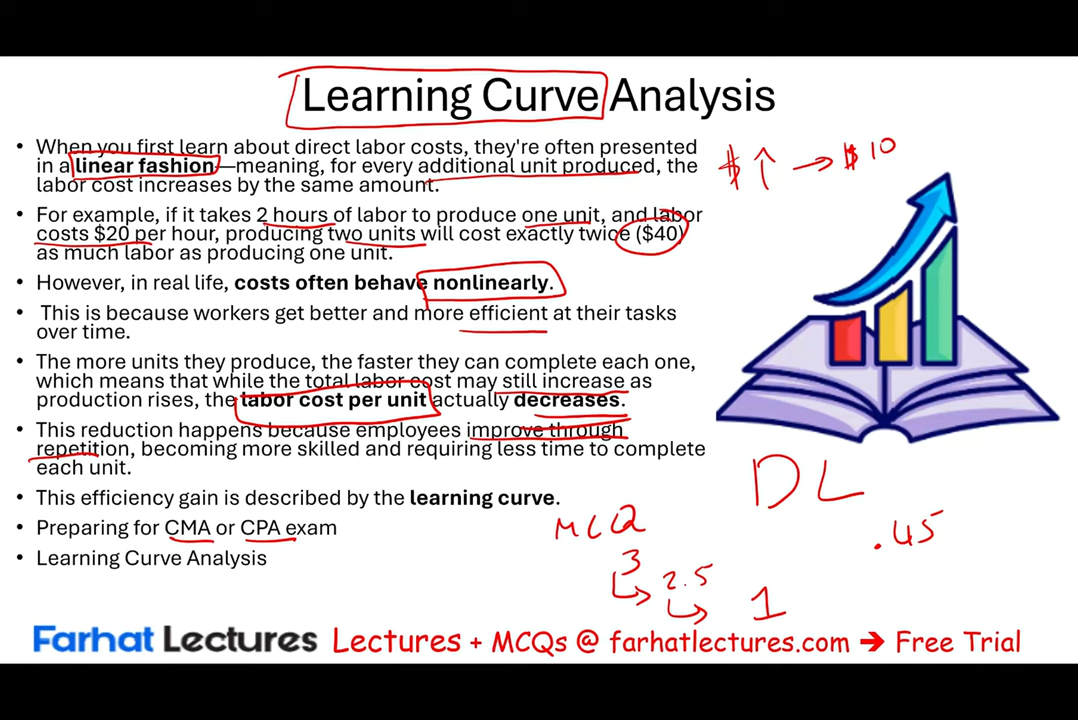 Learning Curve Analysis
• When you first learn about direct labor costs, they're often presented
in a linear fashion—meaning, for every additional unit produced, the
labor cost increases by the same amount.
• For example, if it takes 2 hours of labor to produce one unit, and labor
costs $20 per hour, producing two units will cost exactly twice ($40)
as much labor as producing one unit.
• However, in real life, costs often behave nonlinearly.
• This is because workers get better and more efficient at their tasks
over time.
• The more units they produce, the faster they can complete each one,
which means that while the total labor cost may still increase as
production rises, the labor cost per unit actually decreases.
• This reduction happens because employees improve through
repetition, becoming more skilled and requiring less time to complete
each unit.
• This efficiency gain is described by the learning curve.
• Preparing for CMA or CPA exam
• Learning Curve Analysis
$ ↑ → $10
DL
.45
MCQ
3
2.5
1
Farhat Lectures Lectures + MCQs @ farhatlectures.com → Free Trial